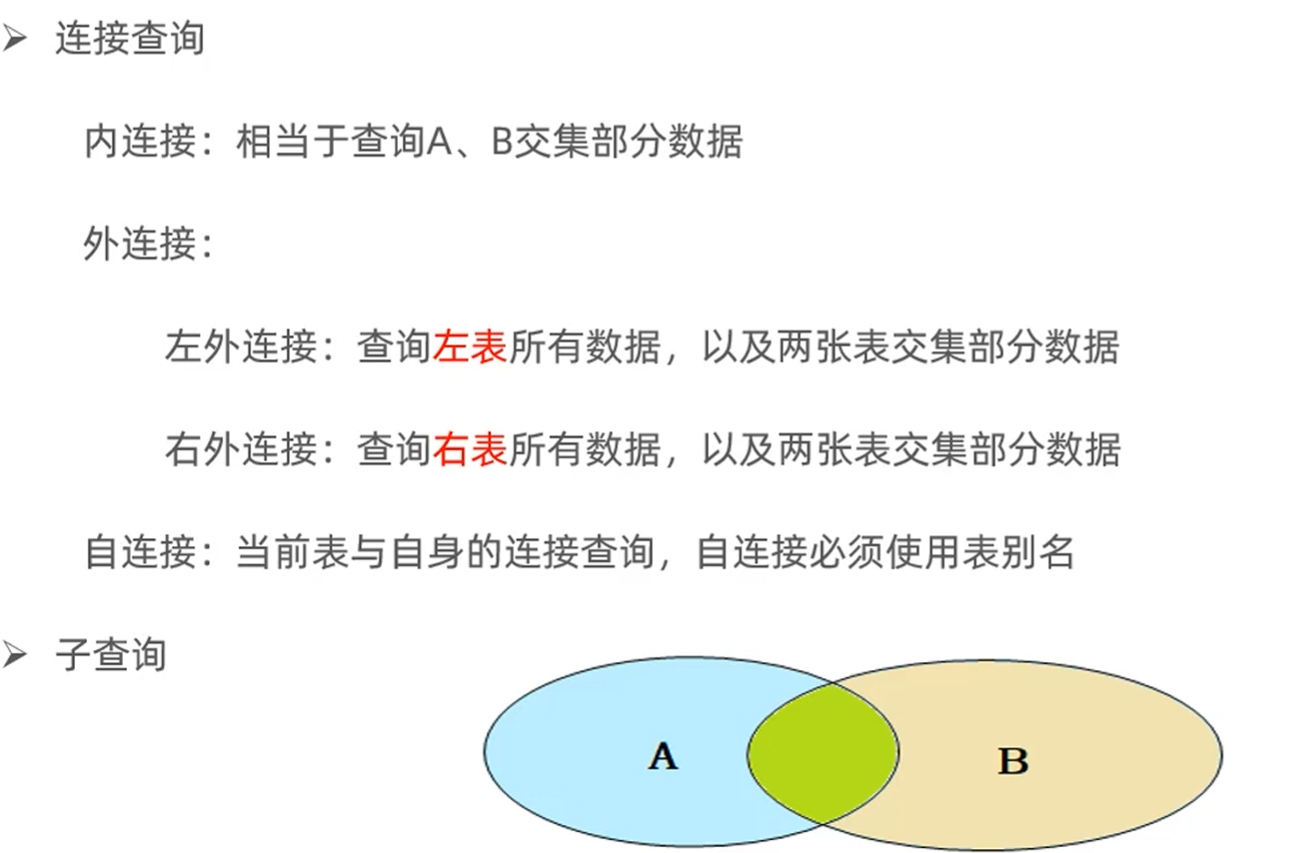 连接查询
内连接：相当于查询A、B交集部分数据
外连接：
左外连接：查询左表所有数据，以及两张表交集部分数据
右外连接：查询右表所有数据，以及两张表交集部分数据
自连接：当前表与自身的连接查询，自连接必须使用表别名
子查询
A
B